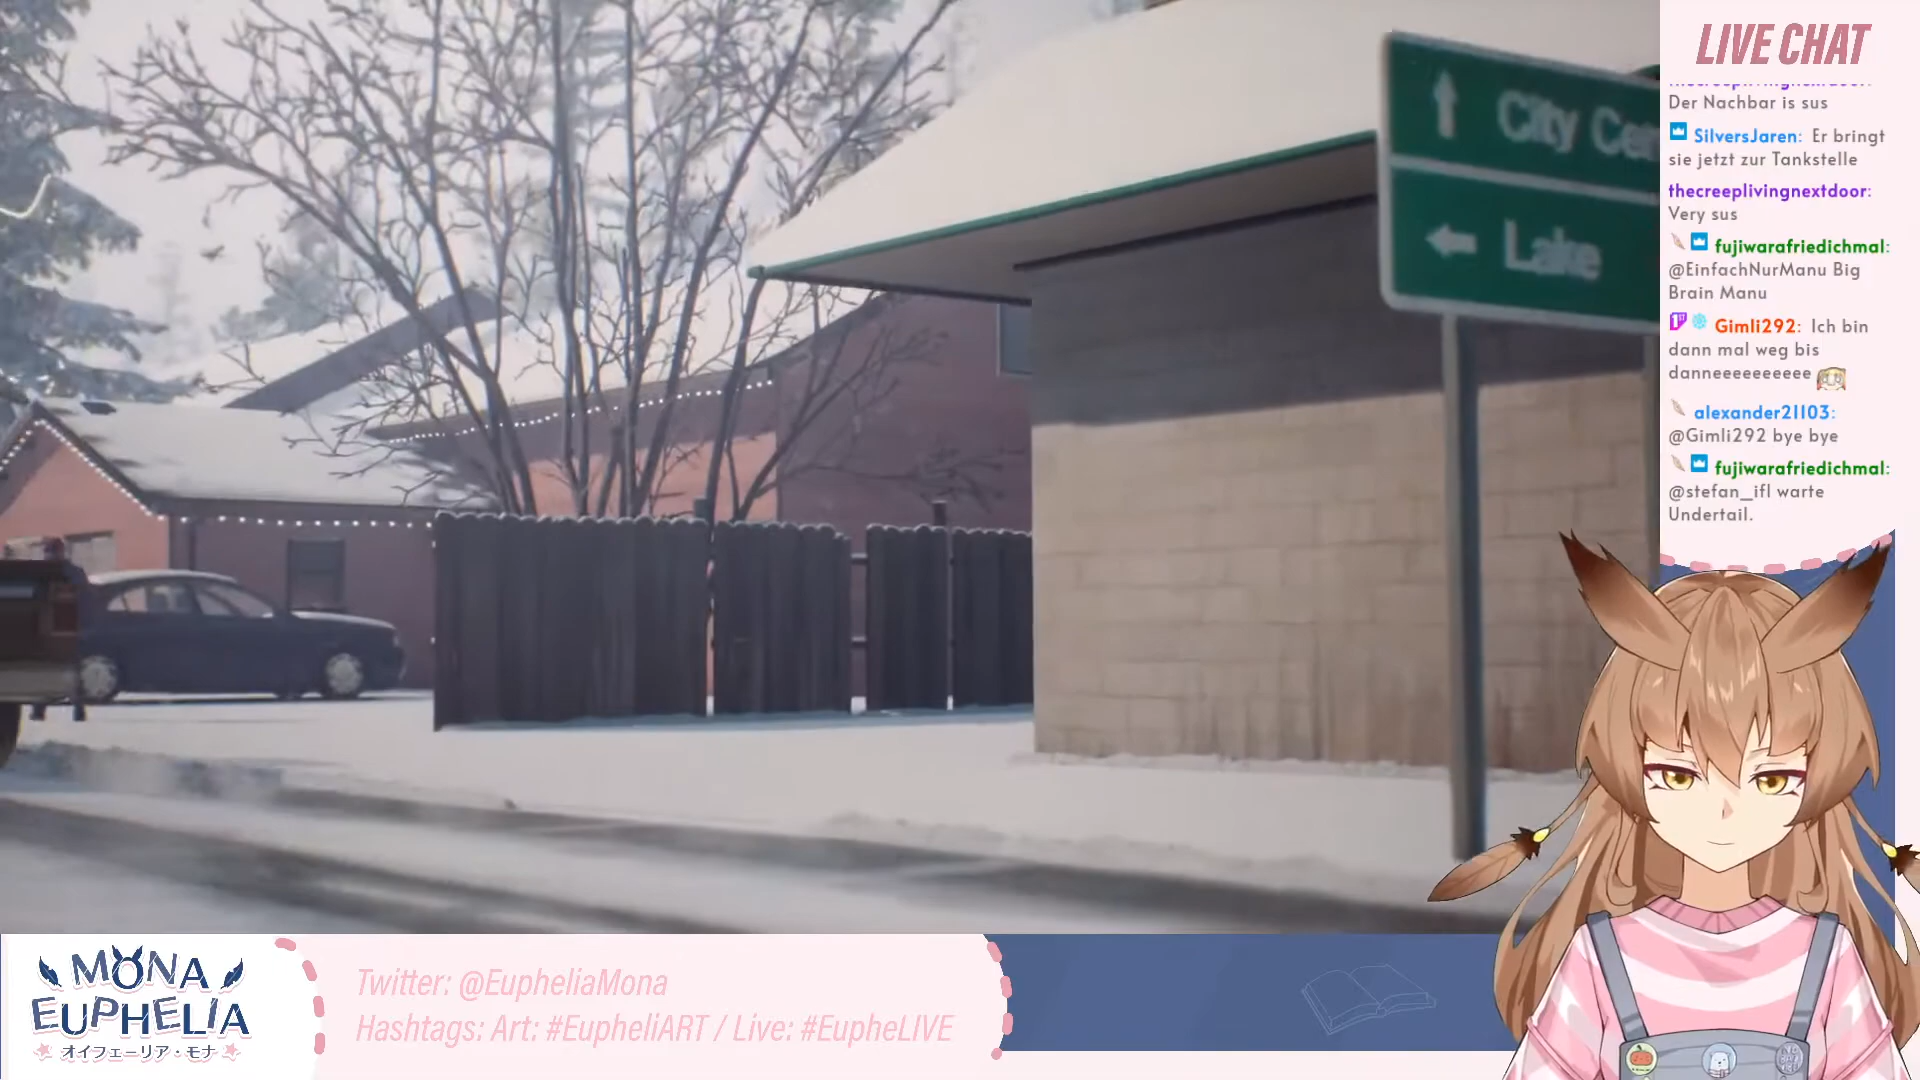 City Cen
Lake
LIVE CHAT
Der Nachbar is sus
SilversJaren: Er bringt
sie jetzt zur Tankstelle
thecreeplivingnextdoor:
Very sus
fujiwarafriedichmal:
@EinfachNurManu Big
Brain Manu
Gimli292: Ich bin
dann mal weg bis
danneeeeeeeeee
alexander21103:
@Gimli292 bye bye
fujiwarafriedichmal:
@stefan_ifl warte
Undertail.
MONA
EUPHELIA
オイフェーリア・モナ
Twitter: @EupheliaMona
Hashtags: Art: #EupheliART / Live: #EupheLIVE